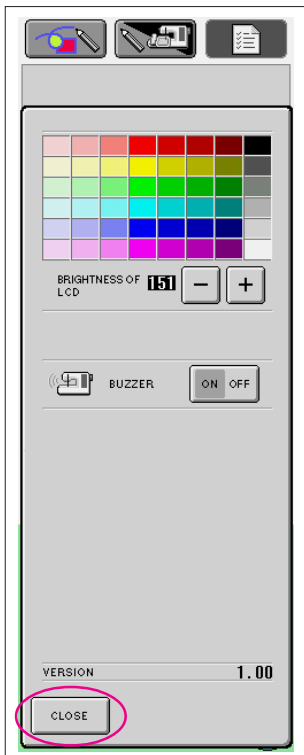 BRIGHTNESS OF 151 − +
LCD
BUZZER ON OFF
VERSION 1.00
CLOSE